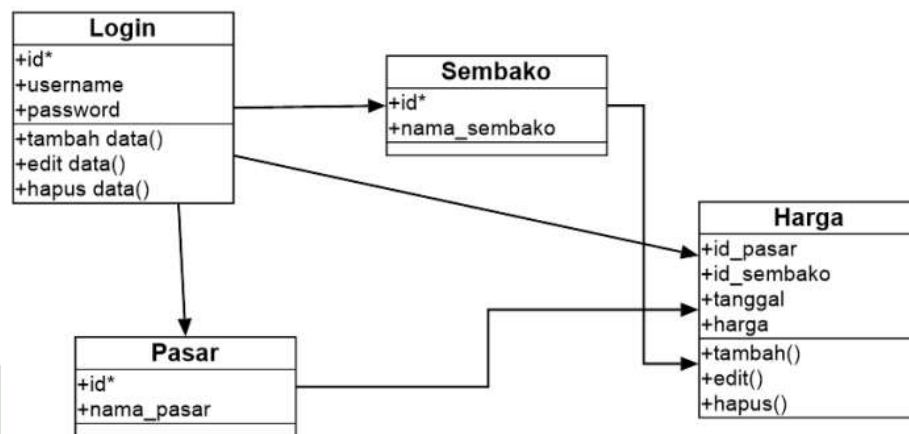 Login
+id*
+username
+password
+tambah data()
+edit data()
+hapus data()
Sembako
+id*
+nama_sembako
Harga
+id_pasar
+id_sembako
+tanggal
+harga
+tambah()
+edit()
+hapus()
Pasar
+id*
+nama_pasar